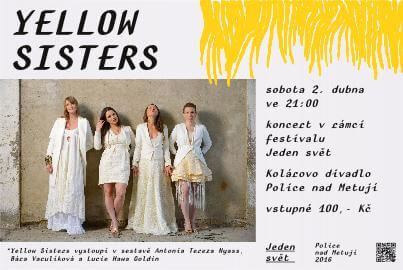 YELLOW
SISTERS
sobota 2. dubna
ve 21:00
koncert v rámci
festivalu
Jeden svět
Kolárovo divadlo
Police nad Metují
vstupné 100,- Kč
*Yellow Sisters vystoupí v sestavě Antonia Tereza Nyass,
Bára Vaculíková a Lucie Hawa Goldin
Jeden
svět
Police
nad Metují
2016